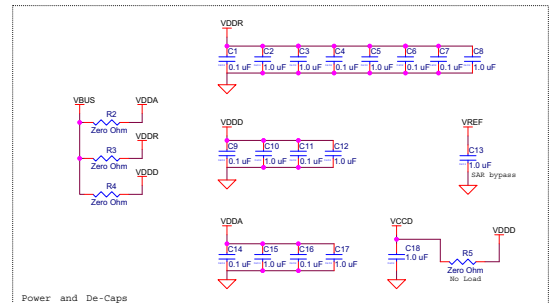 VDDR
C1 C2 C3 C4 C5 C6 C7 C8
0.1 uF 1.0 uF 1.0 uF 0.1 uF 1.0 uF 1.0 uF 0.1 uF 1.0 uF
VBUS
R2
VDDA
Zero Ohm
R3
VDDR
Zero Ohm
R4
VDDD
Zero Ohm
VDDD
C9 C10 C11 C12
0.1 uF 1.0 uF 0.1 uF 1.0 uF
VREF
C13
1.0 uF
SAR bypass
VDDA
C14 C15 C16 C17
0.1 uF 1.0 uF 0.1 uF 1.0 uF
VCCD
C18
1.0 uF
R5
VDDD
Zero Ohm
No Load
Power and De-Caps